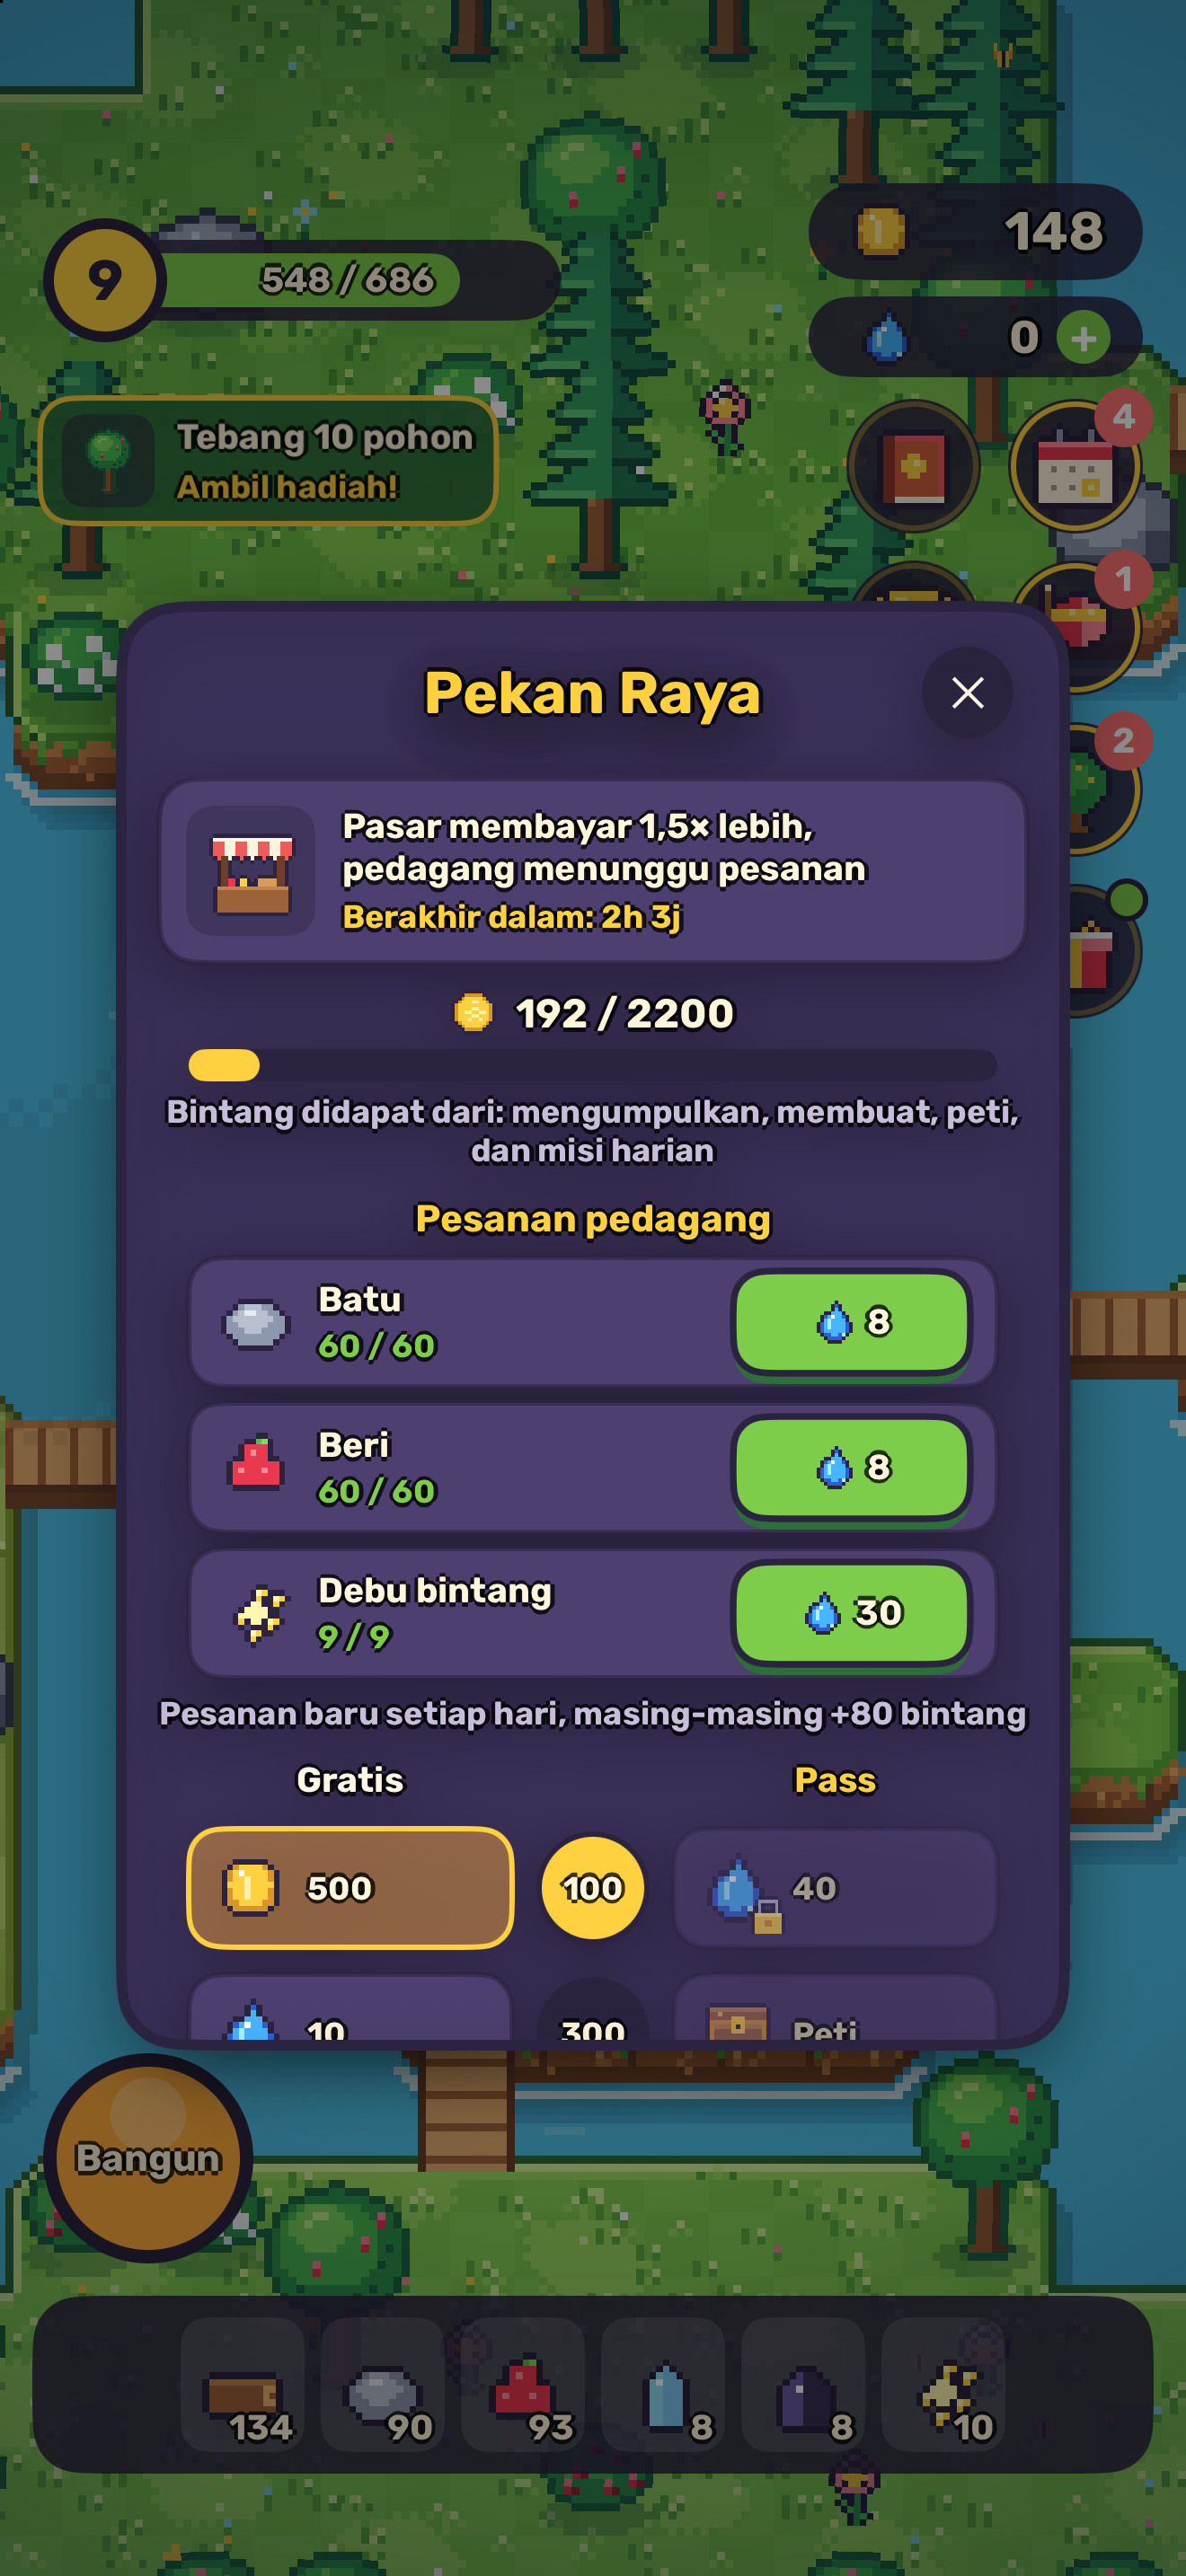 148
9
548 / 686
0 +
Tebang 10 pohon
Ambil hadiah!
4
1
2
Pekan Raya
Pasar membayar 1,5× lebih,
pedagang menunggu pesanan
Berakhir dalam: 2h 3j
192 / 2200
Bintang didapat dari: mengumpulkan, membuat, peti,
dan misi harian
Pesanan pedagang
Batu
60 / 60
8
Beri
60 / 60
8
Debu bintang
9 / 9
30
Pesanan baru setiap hari, masing-masing +80 bintang
Gratis
Pass
500
100
40
10
300
Peti
Bangun
134
90
93
8
8
10